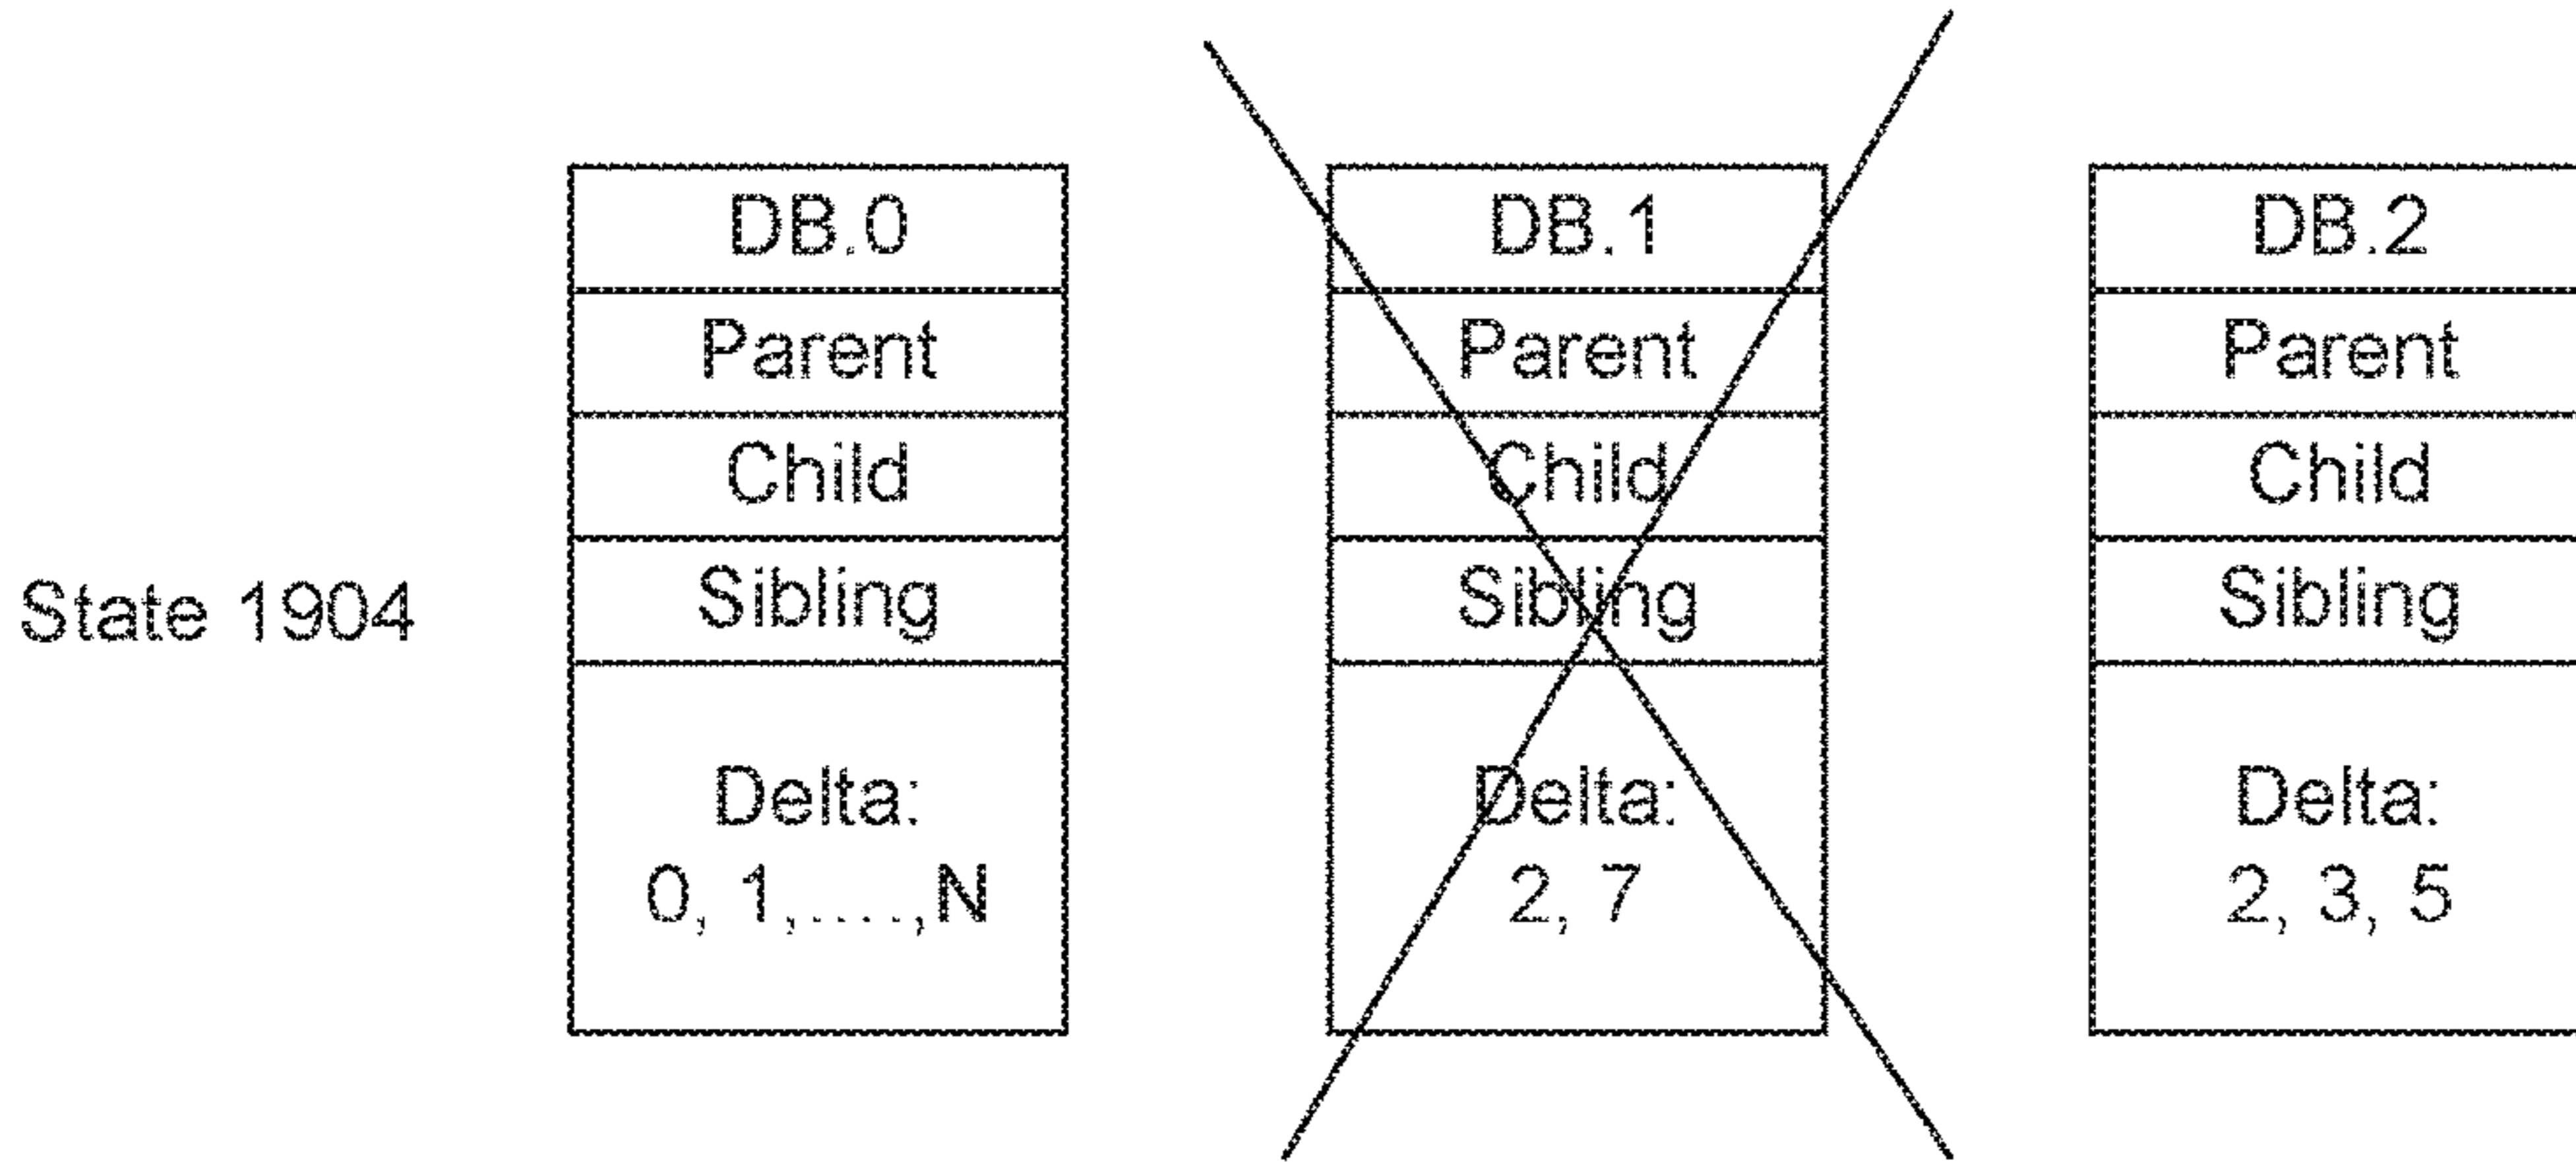 State 1904
DB.0
Parent
Child
Sibling
Delta:
0, 1,....,N
DB.1
Parent
Child
Sibling
Delta:
2, 7
DB.2
Parent
Child
Sibling
Delta:
2, 3, 5